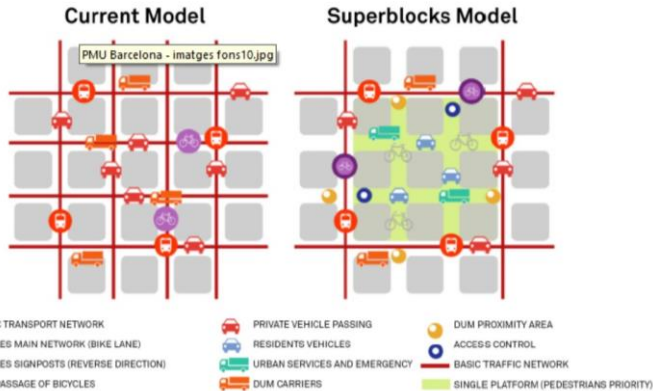 Current Model
Superblocks Model
PMU Barcelona - imatges fons10.jpg
TRANSPORT NETWORK
PRIVATE VEHICLE PASSING
DUM PROXIMITY AREA
ES MAIN NETWORK (BIKE LANE)
RESIDENTS VEHICLES
ACCESS CONTROL
ES SIGNPOSTS (REVERSE DIRECTION)
URBAN SERVICES AND EMERGENCY
BASIC TRAFFIC NETWORK
ASSAGE OF BICYCLES
DUM CARRIERS
SINGLE PLATFORM (PEDESTRIANS PRIORITY)